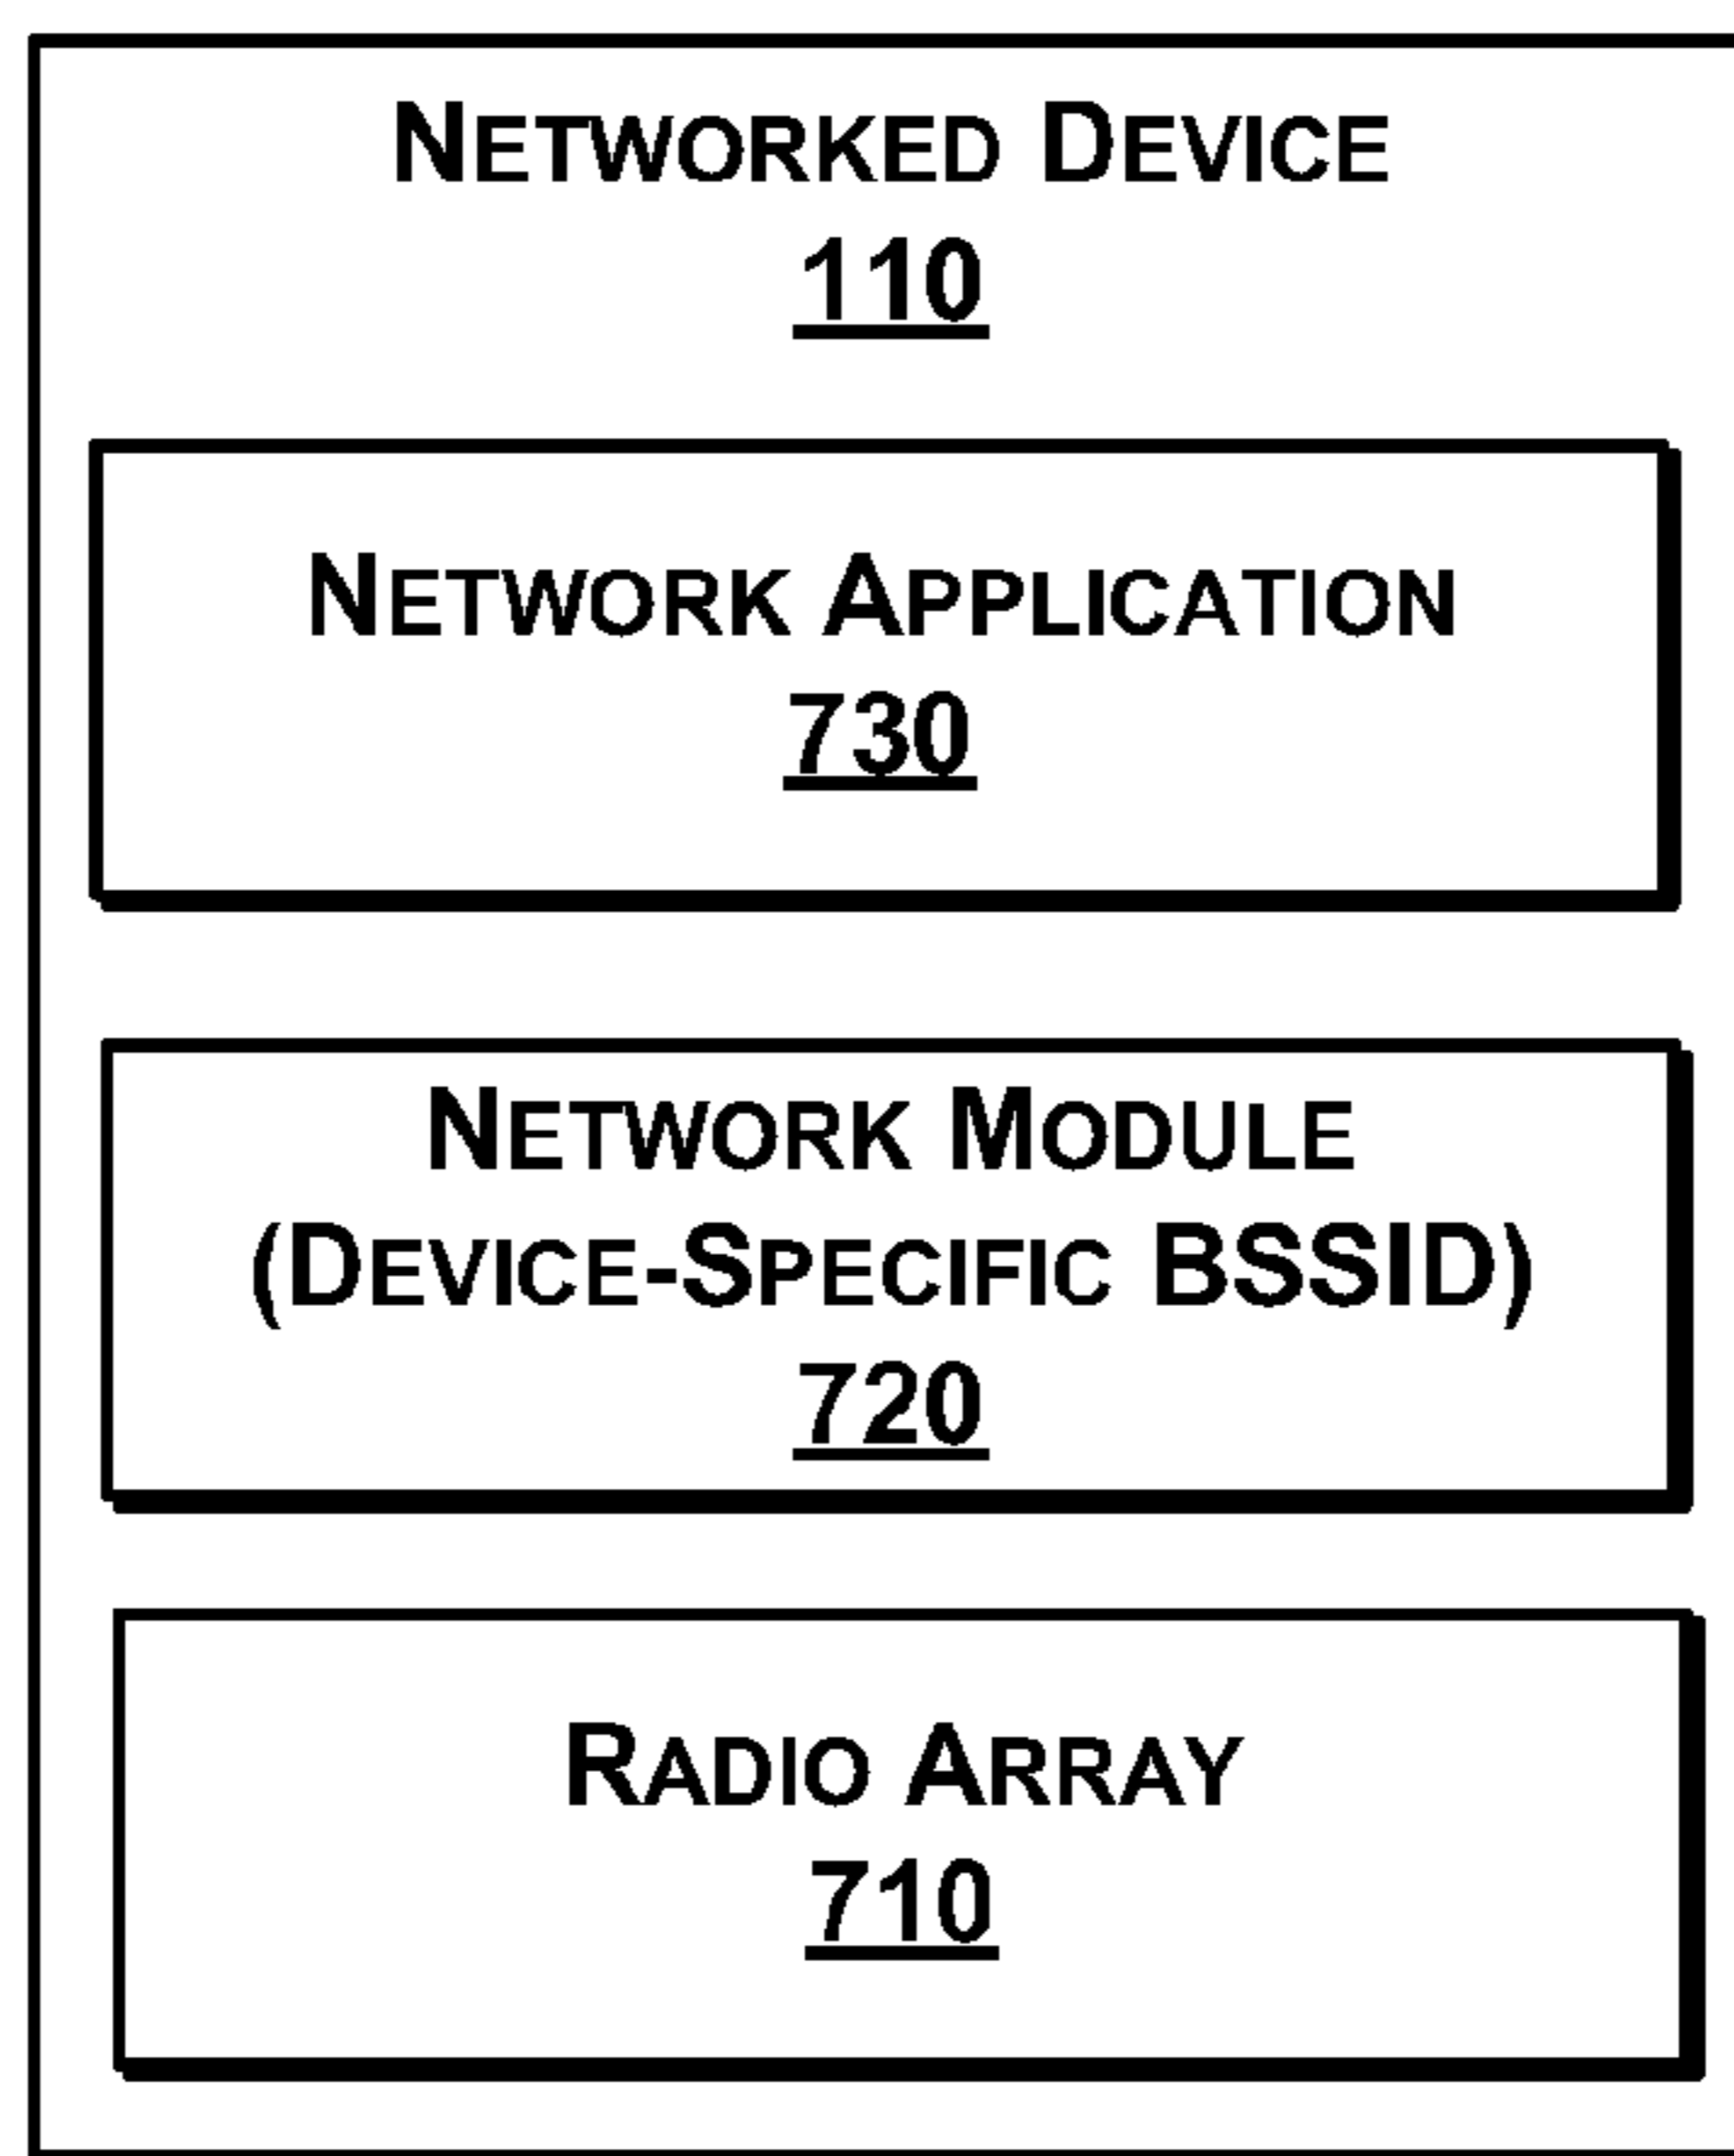 NETWORKED DEVICE
110
NETWORK APPLICATION
730
NETWORK MODULE
(DEVICE-SPECIFIC BSSID)
720
RADIO ARRAY
710